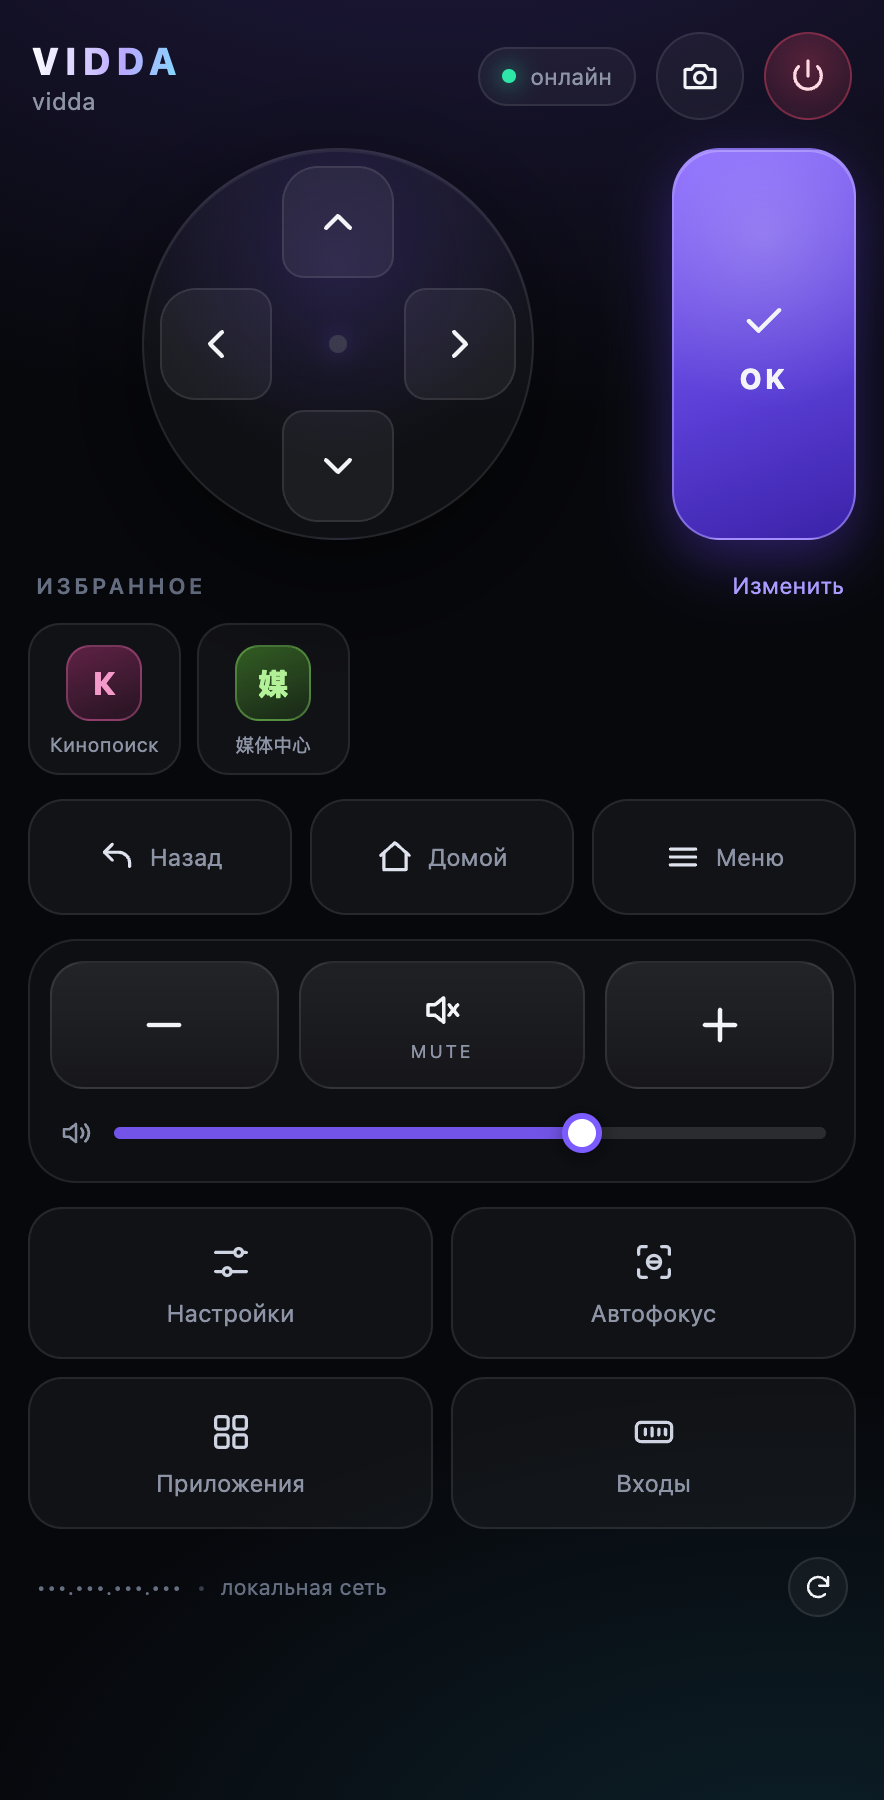 VIDDA
vidda
онлайн
OK
ИЗБРАННОЕ
Изменить
K
Кинопоиск
媒
媒体中心
Назад
Домой
Меню
MUTE
Настройки
Автофокус
Приложения
Входы
•••.•••.•••.••• • локальная сеть